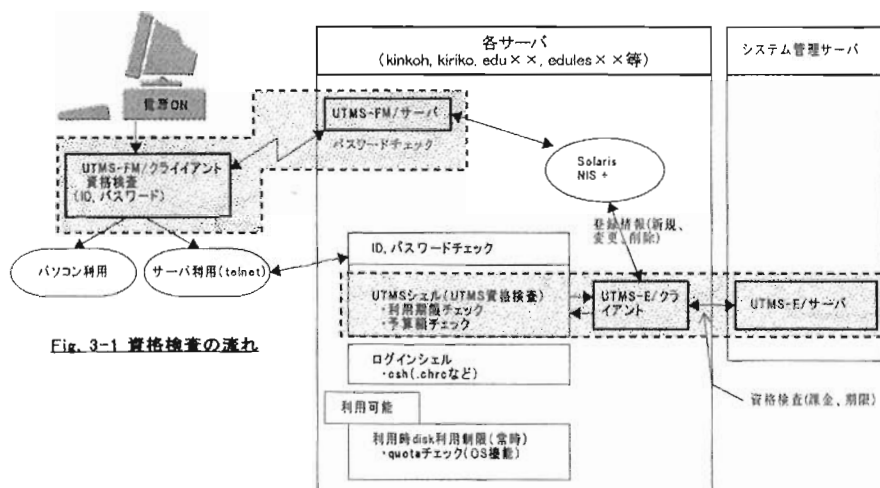 各サーバ
(kinkoh, kiriko, edu××, edules××等)
システム管理サーバ
電源ON
UTMS-FM/サーバ
パスワードチェック
UTMS-FM/クライイアント
資格検査
(ID, パスワード)
Solaris
NIS +
登録情報(新規、
変更、削除)
パソコン利用
サーバ利用(telnet)
ID, パスワードチェック
UTMSシェル(UTMS資格検査)
・利用期限チェック
・予算額チェック
UTMS-E/クラ
イアント
UTMS-E/サーバ
Fig. 3-1 資格検査の流れ
ログインシェル
・csh(.chrcなど)
資格検査(課金、期限)
利用可能
利用時disk利用制限(常時)
・quotaチェック(OS機能)